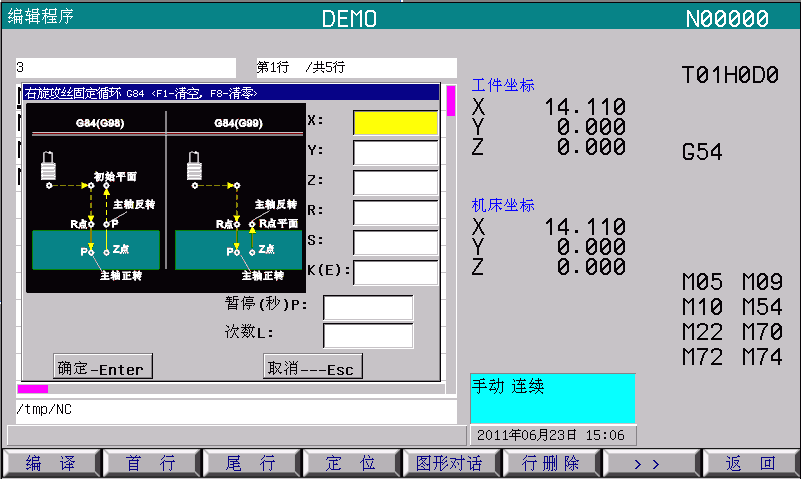 编辑程序 DEMO N00000
3 第1行 /共5行
右旋攻丝固定循环 G84 <F1-清空, F8-清零>
G84(G98) G84(G99)
初始平面
主轴反转 主轴反转
R点 P R点 R点平面
P Z点 P Z点
主轴正转 主轴正转
X:
Y:
Z:
R:
S:
K(E):
暂停(秒)P:
次数L:
确定-Enter 取消---Esc
/tmp/NC
工件坐标
X 14.110
Y 0.000
Z 0.000
机床坐标
X 14.110
Y 0.000
Z 0.000
T01H0D0
G54
M05 M09
M10 M54
M22 M70
M72 M74
手动 连续
2011年06月23日 15:06
编 译 首 行 尾 行 定 位 图形对话 行删除 >> 返 回